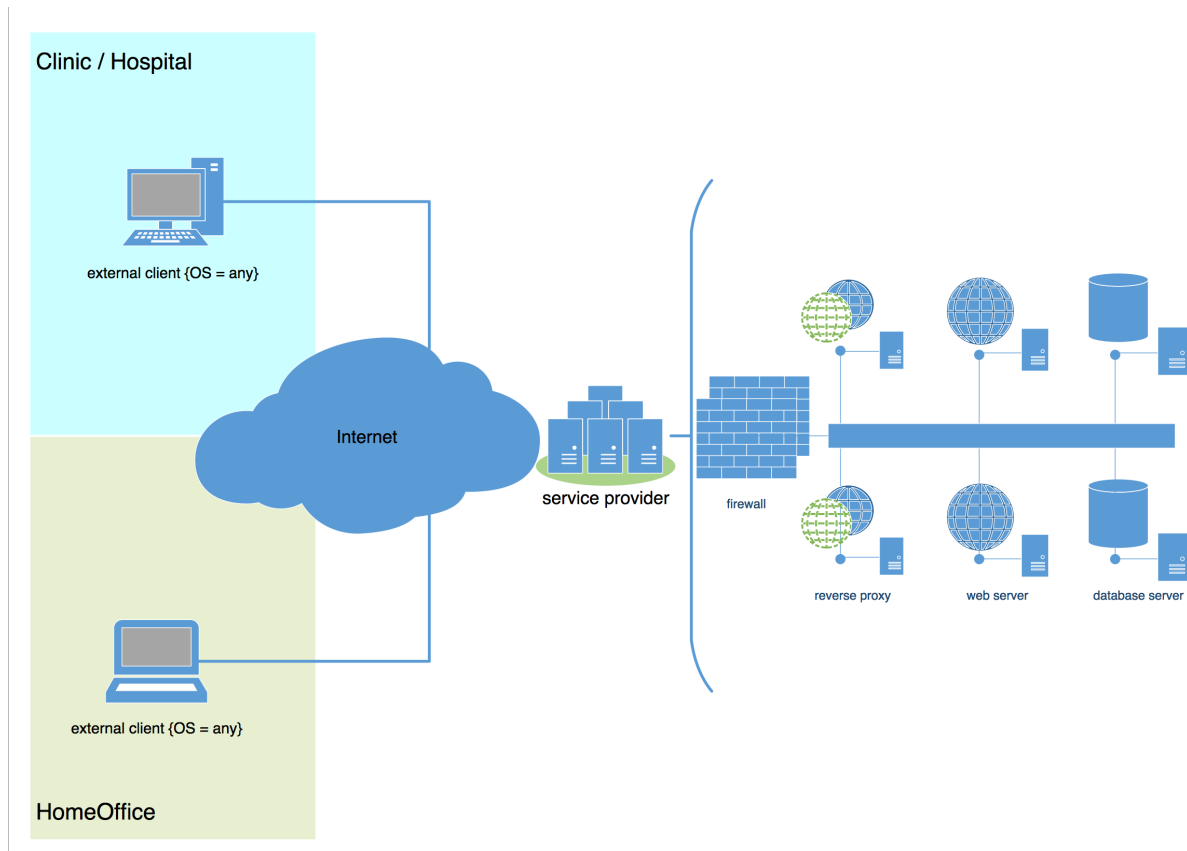 Clinic / Hospital
external client {OS = any}
Internet
service provider
firewall
reverse proxy
web server
database server
external client {OS = any}
HomeOffice